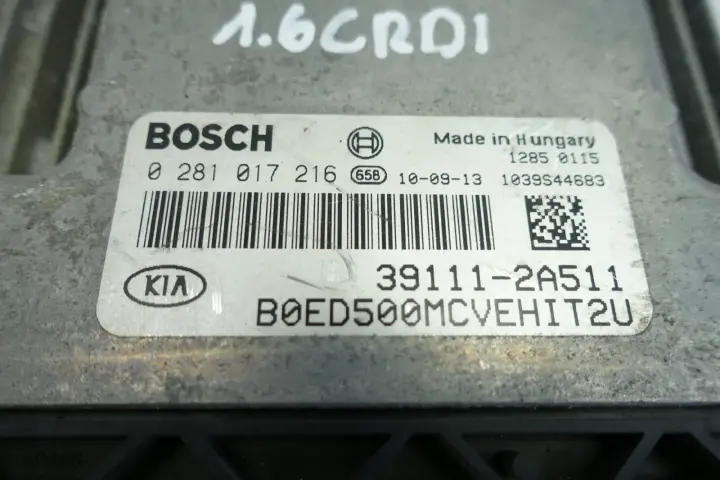 1.6CRDI
BOSCH Made in Hungary
1285 0115
0 281 017 216 65B 10-09-13 1039S44683
KIA 39111-2A511
B0ED500MCVEHIT2U